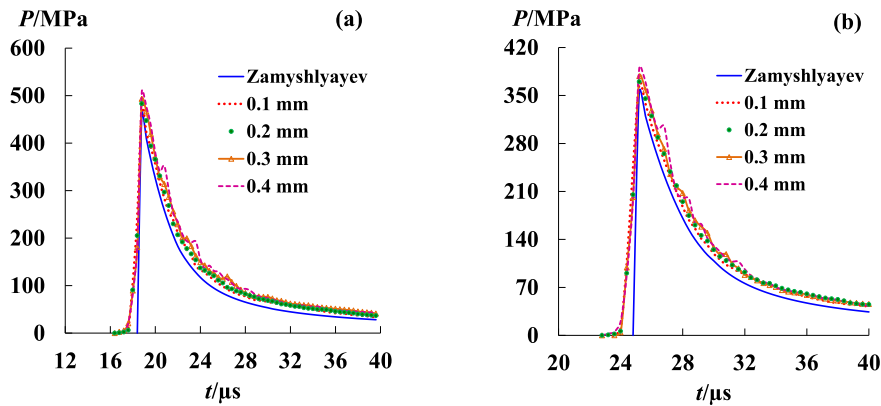 P/MPa
(a)
600
500
400
300
200
100
0
12
16
20
24
28
32
36
40
t/μs
Zamyshlyayev
0.1 mm
0.2 mm
0.3 mm
0.4 mm
P/MPa
(b)
420
350
280
210
140
70
0
20
24
28
32
36
40
t/μs
Zamyshlyayev
0.1 mm
0.2 mm
0.3 mm
0.4 mm